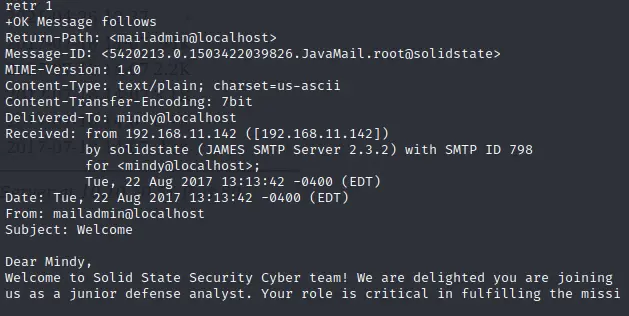 retr 1
+OK Message follows
Return-Path: <mailadmin@localhost>
Message-ID: <5420213.0.1503422039826.JavaMail.root@solidstate>
MIME-Version: 1.0
Content-Type: text/plain; charset=us-ascii
Content-Transfer-Encoding: 7bit
Delivered-To: mindy@localhost
Received: from 192.168.11.142 ([192.168.11.142])
by solidstate (JAMES SMTP Server 2.3.2) with SMTP ID 798
for <mindy@localhost>;
Tue, 22 Aug 2017 13:13:42 -0400 (EDT)
Date: Tue, 22 Aug 2017 13:13:42 -0400 (EDT)
From: mailadmin@localhost
Subject: Welcome
Dear Mindy,
Welcome to Solid State Security Cyber team! We are delighted you are joining
us as a junior defense analyst. Your role is critical in fulfilling the missi